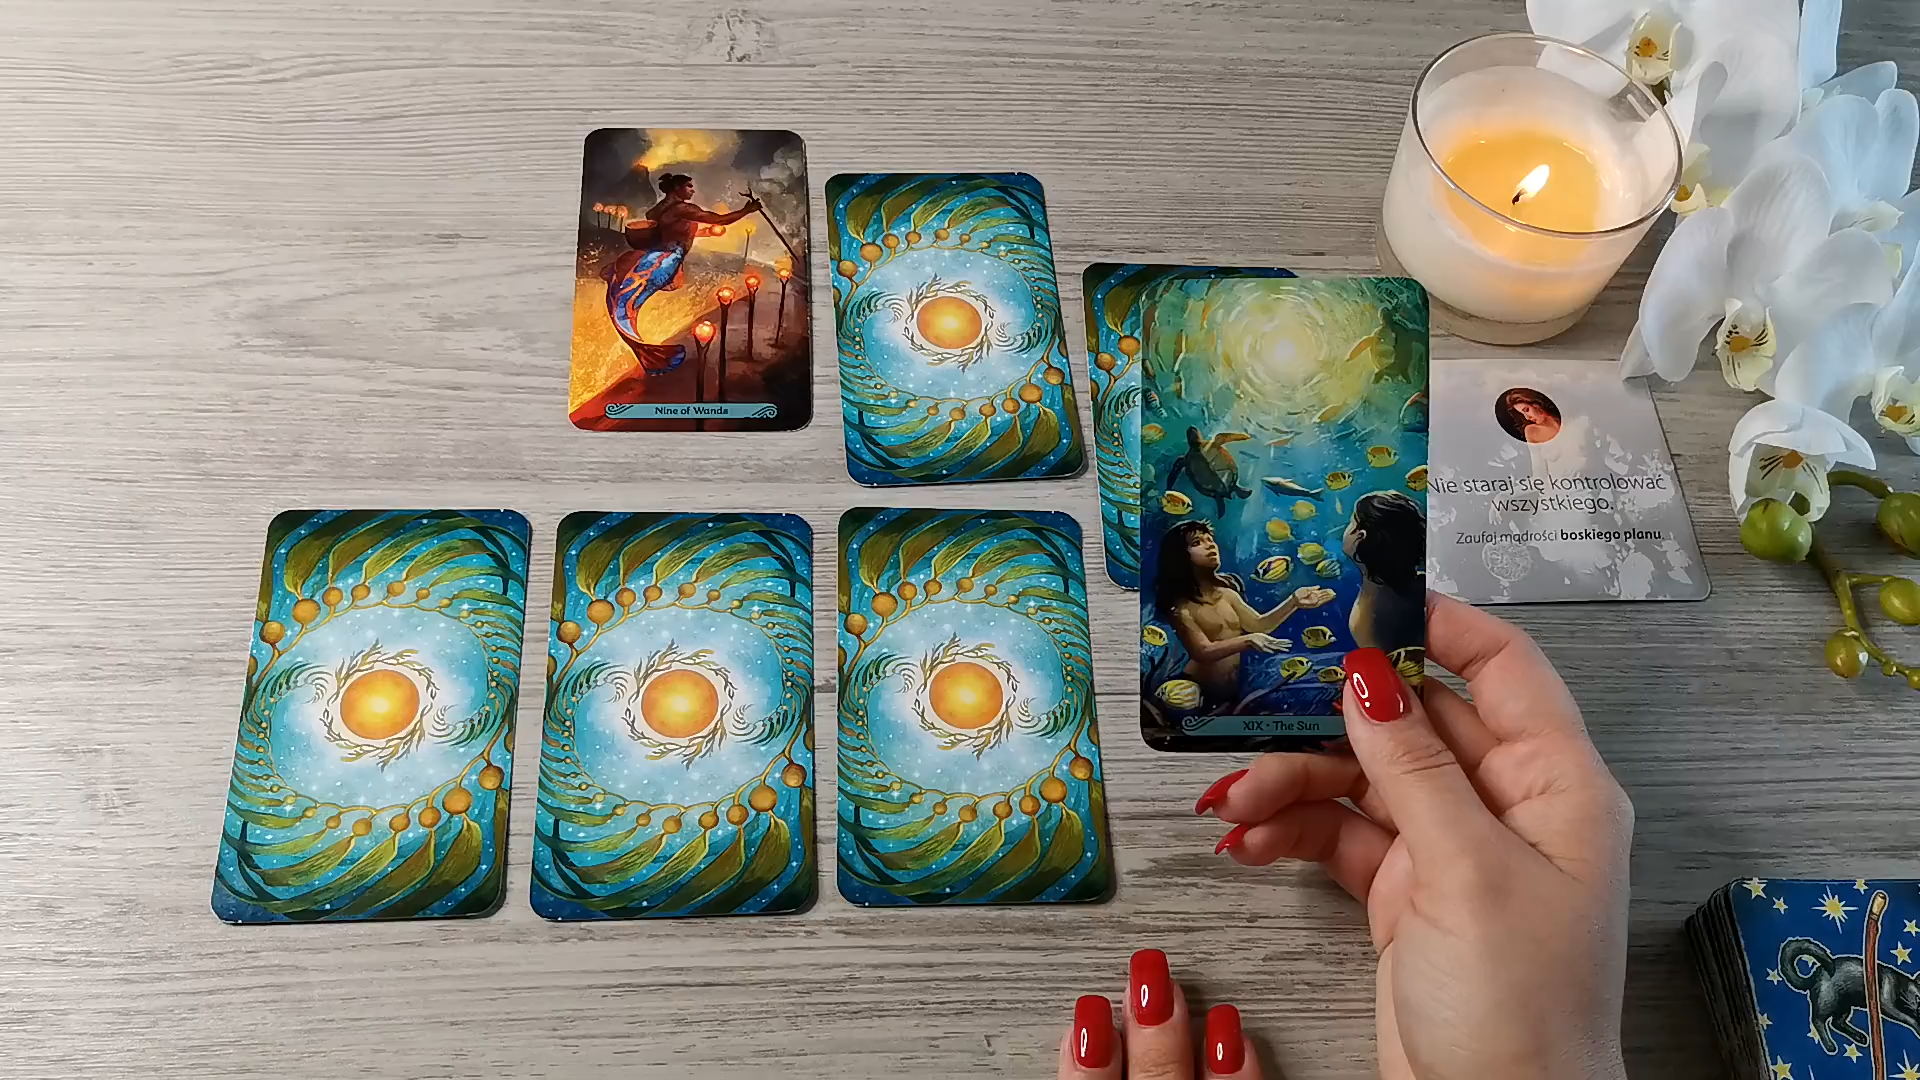 Nine of Wands
Nie staraj się kontrolować
wszystkiego.
Zaufaj mądrości boskiego planu.
XIX • The Sun